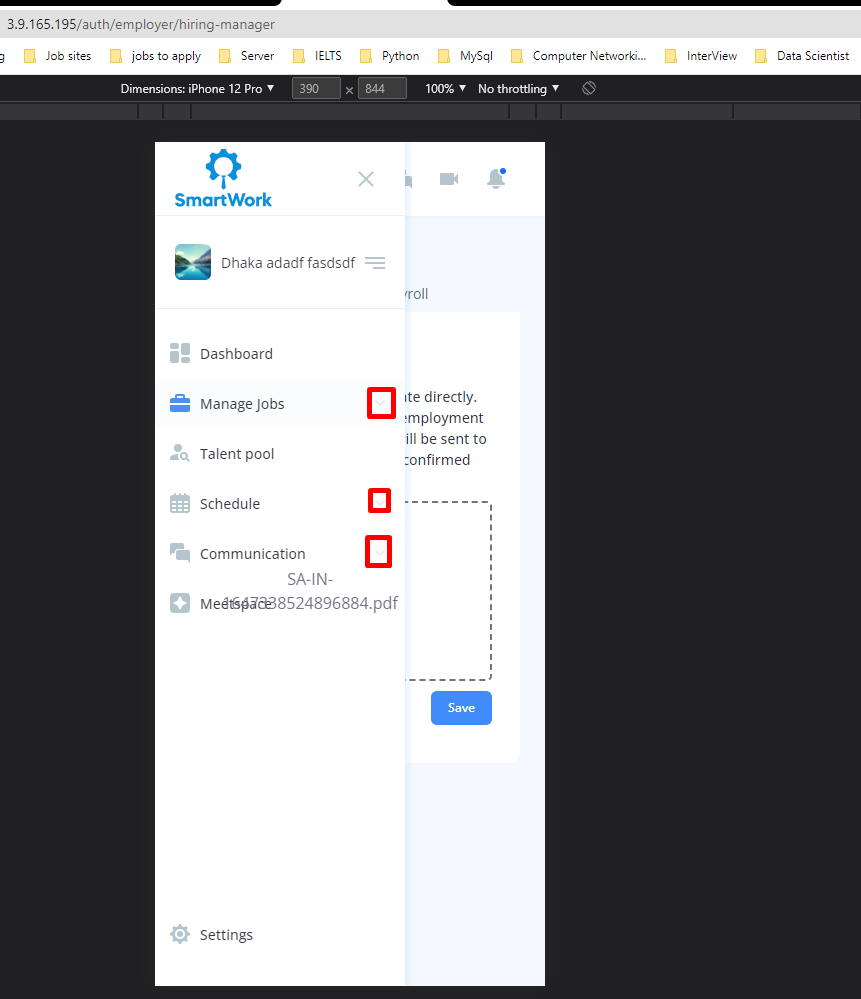 3.9.165.195/auth/employer/hiring-manager
g Job sites jobs to apply Server IELTS Python MySql Computer Networki... InterView Data Scientist
Dimensions: iPhone 12 Pro ▼ 390 × 844 100% ▼ No throttling ▼
SmartWork
Dhaka adadf fasdsdf
yroll
Dashboard
ate directly.
Manage Jobs
employment
ill be sent to
Talent pool
confirmed
Schedule
Communication
SA-IN-
Meetspace
1647338524896884.pdf
Save
Settings